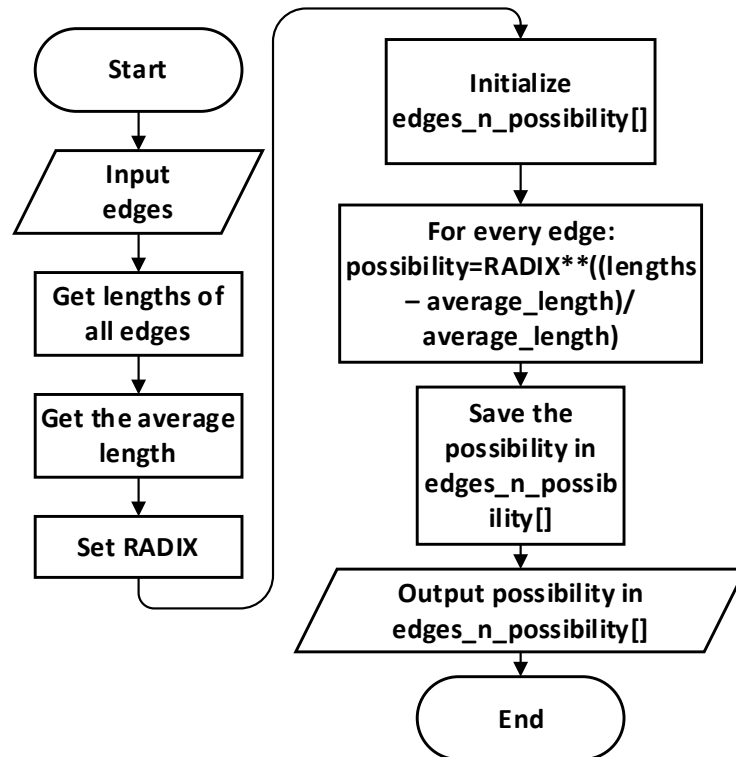 Start
Input
edges
Get lengths of
all edges
Get the average
length
Set RADIX
Initialize
edges_n_possibility[]
For every edge:
possibility=RADIX**((lengths
– average_length)/
average_length)
Save the
possibility in
edges_n_possib
ility[]
Output possibility in
edges_n_possibility[]
End